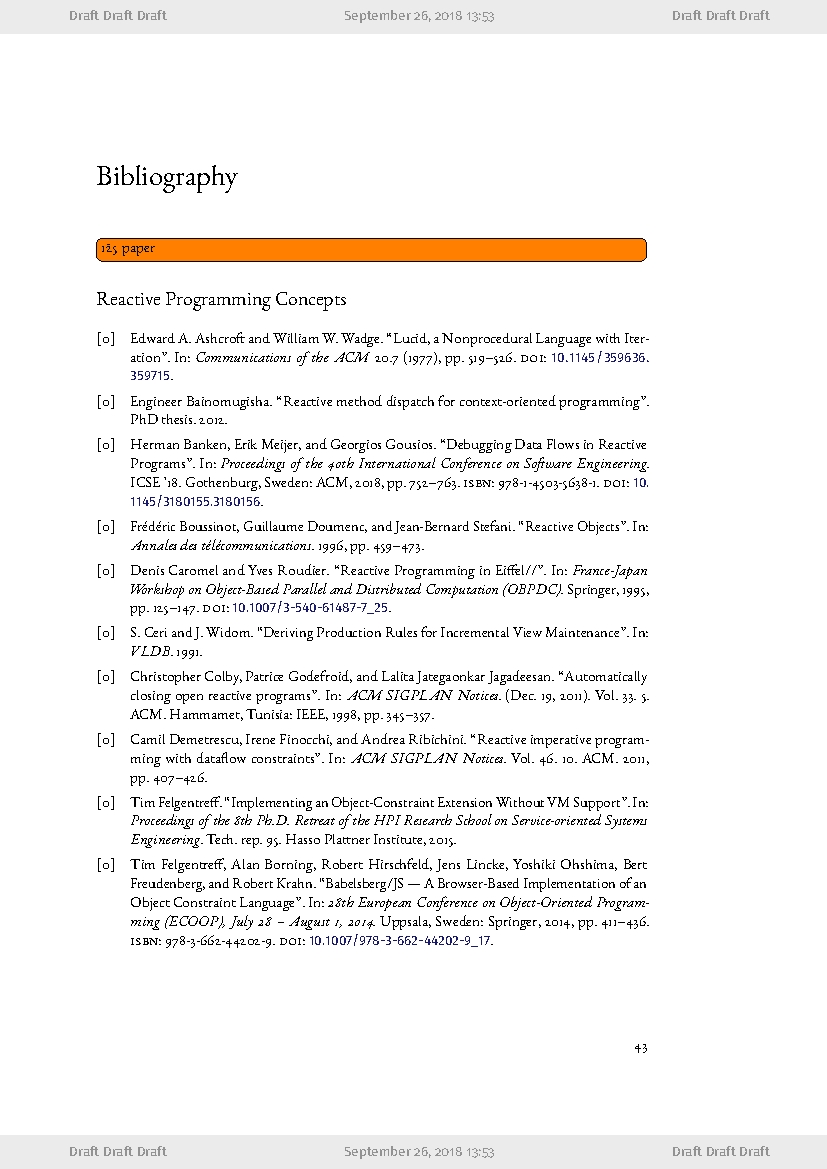 Draft Draft Draft September 26, 2018 13:53 Draft Draft Draft
Bibliography
125 paper
Reactive Programming Concepts
[0] Edward A. Ashcroft and William W. Wadge. “Lucid, a Nonprocedural Language with Iter-
ation”. In: Communications of the ACM 20.7 (1977), pp. 519–526. DOI: 10.1145/359636.
359715.
[0] Engineer Bainomugisha. “Reactive method dispatch for context-oriented programming”.
PhD thesis. 2012.
[0] Herman Banken, Erik Meijer, and Georgios Gousios. “Debugging Data Flows in Reactive
Programs”. In: Proceedings of the 40th International Conference on Software Engineering.
ICSE ’18. Gothenburg, Sweden: ACM, 2018, pp. 752–763. ISBN: 978-1-4503-5638-1. DOI: 10.
1145/3180155.3180156.
[0] Frédéric Boussinot, Guillaume Doumenc, and Jean-Bernard Stefani. “Reactive Objects”. In:
Annales des télécommunications. 1996, pp. 459–473.
[0] Denis Caromel and Yves Roudier. “Reactive Programming in Eiffel//”. In: France-Japan
Workshop on Object-Based Parallel and Distributed Computation (OBPDC). Springer, 1995,
pp. 125–147. DOI: 10.1007/3-540-61487-7_25.
[0] S. Ceri and J. Widom. “Deriving Production Rules for Incremental View Maintenance”. In:
VLDB. 1991.
[0] Christopher Colby, Patrice Godefroid, and Lalita Jategaonkar Jagadeesan. “Automatically
closing open reactive programs”. In: ACM SIGPLAN Notices. (Dec. 19, 2011). Vol. 33. 5.
ACM. Hammamet, Tunisia: IEEE, 1998, pp. 345–357.
[0] Camil Demetrescu, Irene Finocchi, and Andrea Ribichini. “Reactive imperative program-
ming with dataflow constraints”. In: ACM SIGPLAN Notices. Vol. 46. 10. ACM. 2011,
pp. 407–426.
[0] Tim Felgentreff. “Implementing an Object-Constraint Extension Without VM Support”. In:
Proceedings of the 8th Ph.D. Retreat of the HPI Research School on Service-oriented Systems
Engineering. Tech. rep. 95. Hasso Plattner Institute, 2015.
[0] Tim Felgentreff, Alan Borning, Robert Hirschfeld, Jens Lincke, Yoshiki Ohshima, Bert
Freudenberg, and Robert Krahn. “Babelsberg/JS — A Browser-Based Implementation of an
Object Constraint Language”. In: 28th European Conference on Object-Oriented Program-
ming (ECOOP), July 28 – August 1, 2014. Uppsala, Sweden: Springer, 2014, pp. 411–436.
ISBN: 978-3-662-44202-9. DOI: 10.1007/978-3-662-44202-9_17.
43
Draft Draft Draft September 26, 2018 13:53 Draft Draft Draft